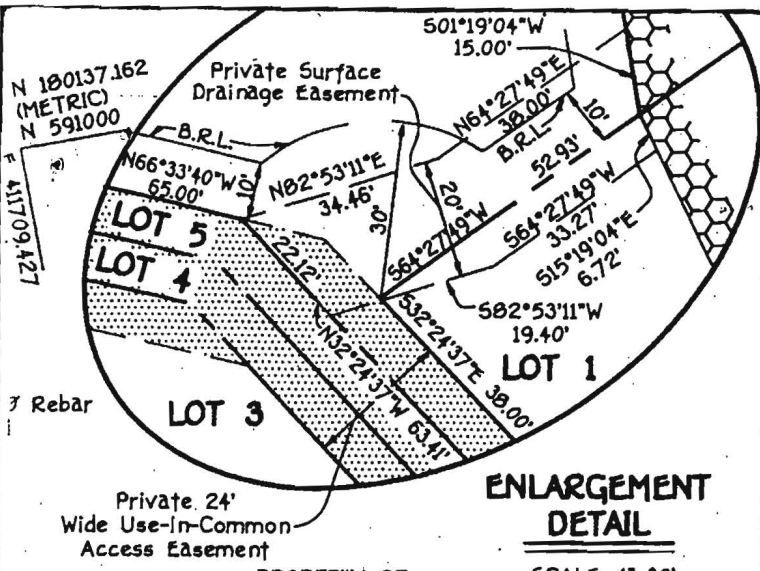 S01°19'04"W
15.00'
N 180137.162
(METRIC)
N 591000
E 411709.427
Private Surface
Drainage Easement
B.R.L.
N66°33'40"W
65.00'
10'
N82°53'11"E
34.46'
30'
N64°27'49"E
38.00'
B.R.L.
10'
52.93'
20'
S64°27'49"W
S64°27'49"W
33.27'
S15°19'04"E
6.72'
S82°53'11"W
19.40'
LOT 5
LOT 4
22.12'
N32°24'37"W 63.41'
S32°24'37"E 38.00'
LOT 1
LOT 3
Rebar
Private 24'
Wide Use-In-Common
Access Easement
ENLARGEMENT
DETAIL